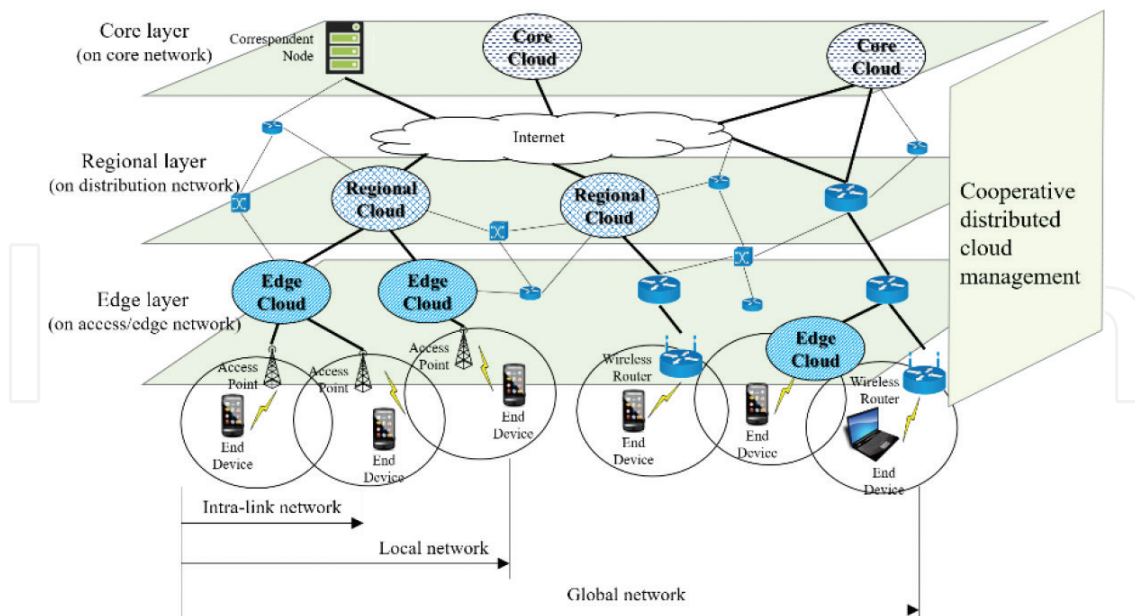 Core layer
(on core network)
Correspondent
Node
Core
Cloud
Core
Cloud
Internet
Regional layer
(on distribution network)
Regional
Cloud
Regional
Cloud
Cooperative
distributed
cloud
management
Edge layer
(on access/edge network)
Edge
Cloud
Edge
Cloud
Edge
Cloud
Access
Point
Access
Point
Access
Point
Wireless
Router
Wireless
Router
End
Device
End
Device
End
Device
End
Device
End
Device
End
Device
Intra-link network
Local network
Global network